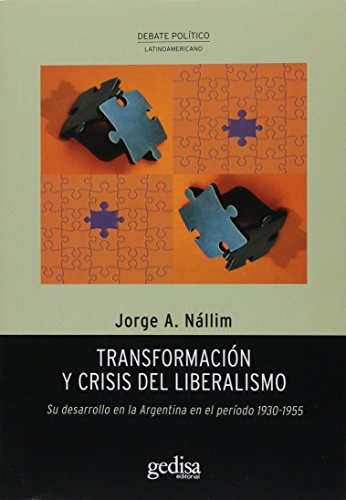 DEBATE POLÍTICO
LATINOAMERICANO
Jorge A. Nállim
TRANSFORMACIÓN
Y CRISIS DEL LIBERALISMO
Su desarrollo en la Argentina en el período 1930-1955
gedisa
editorial